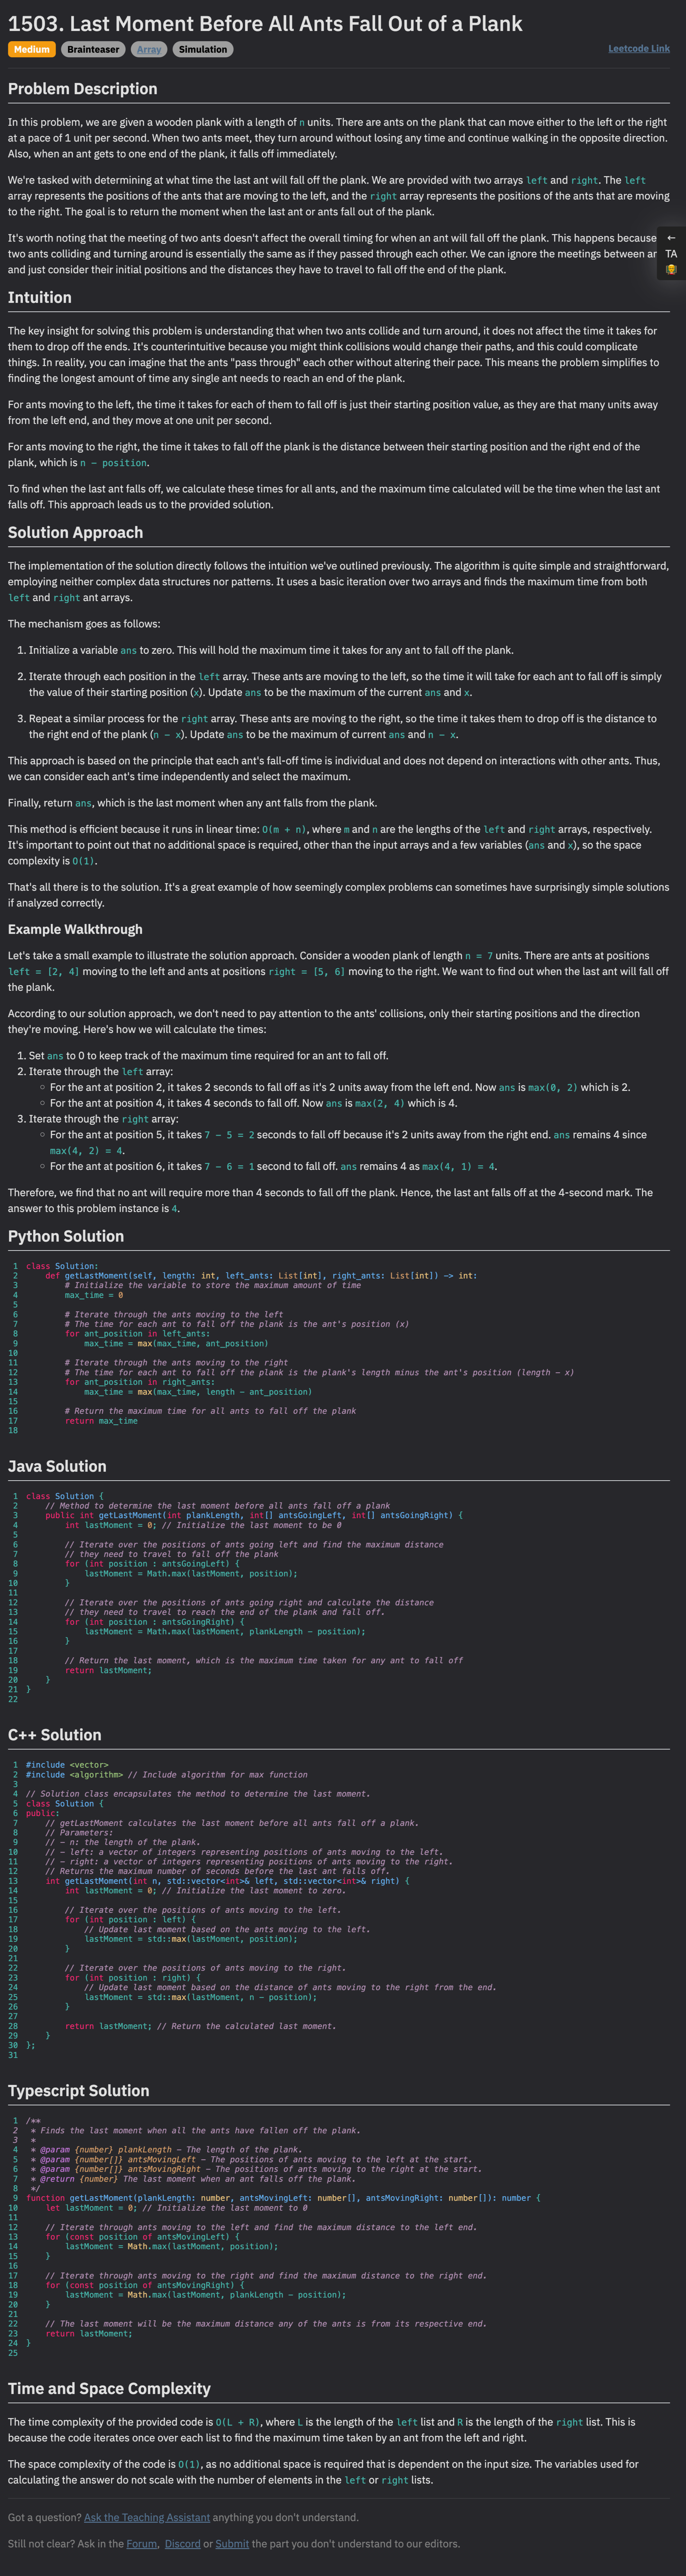 1503. Last Moment Before All Ants Fall Out of a Plank
Medium Brainteaser Array Simulation Leetcode Link
Problem Description
In this problem, we are given a wooden plank with a length of n units. There are ants on the plank that can move either to the left or the right
at a pace of 1 unit per second. When two ants meet, they turn around without losing any time and continue walking in the opposite direction.
Also, when an ant gets to one end of the plank, it falls off immediately.
We're tasked with determining at what time the last ant will fall off the plank. We are provided with two arrays left and right. The left
array represents the positions of the ants that are moving to the left, and the right array represents the positions of the ants that are moving
to the right. The goal is to return the moment when the last ant or ants fall out of the plank.
It's worth noting that the meeting of two ants doesn't affect the overall timing for when an ant will fall off the plank. This happens because
two ants colliding and turning around is essentially the same as if they passed through each other. We can ignore the meetings between an
and just consider their initial positions and the distances they have to travel to fall off the end of the plank.
←
TA
Intuition
The key insight for solving this problem is understanding that when two ants collide and turn around, it does not affect the time it takes for
them to drop off the ends. It's counterintuitive because you might think collisions would change their paths, and this could complicate
things. In reality, you can imagine that the ants "pass through" each other without altering their pace. This means the problem simplifies to
finding the longest amount of time any single ant needs to reach an end of the plank.
For ants moving to the left, the time it takes for each of them to fall off is just their starting position value, as they are that many units away
from the left end, and they move at one unit per second.
For ants moving to the right, the time it takes to fall off the plank is the distance between their starting position and the right end of the
plank, which is n - position.
To find when the last ant falls off, we calculate these times for all ants, and the maximum time calculated will be the time when the last ant
falls off. This approach leads us to the provided solution.
Solution Approach
The implementation of the solution directly follows the intuition we've outlined previously. The algorithm is quite simple and straightforward,
employing neither complex data structures nor patterns. It uses a basic iteration over two arrays and finds the maximum time from both
left and right ant arrays.
The mechanism goes as follows:
1. Initialize a variable ans to zero. This will hold the maximum time it takes for any ant to fall off the plank.
2. Iterate through each position in the left array. These ants are moving to the left, so the time it will take for each ant to fall off is simply
the value of their starting position (x). Update ans to be the maximum of the current ans and x.
3. Repeat a similar process for the right array. These ants are moving to the right, so the time it takes them to drop off is the distance to
the right end of the plank (n - x). Update ans to be the maximum of current ans and n - x.
This approach is based on the principle that each ant's fall-off time is individual and does not depend on interactions with other ants. Thus,
we can consider each ant's time independently and select the maximum.
Finally, return ans, which is the last moment when any ant falls from the plank.
This method is efficient because it runs in linear time: O(m + n), where m and n are the lengths of the left and right arrays, respectively.
It's important to point out that no additional space is required, other than the input arrays and a few variables (ans and x), so the space
complexity is O(1).
That's all there is to the solution. It's a great example of how seemingly complex problems can sometimes have surprisingly simple solutions
if analyzed correctly.
Example Walkthrough
Let's take a small example to illustrate the solution approach. Consider a wooden plank of length n = 7 units. There are ants at positions
left = [2, 4] moving to the left and ants at positions right = [5, 6] moving to the right. We want to find out when the last ant will fall off
the plank.
According to our solution approach, we don't need to pay attention to the ants' collisions, only their starting positions and the direction
they're moving. Here's how we will calculate the times:
1. Set ans to 0 to keep track of the maximum time required for an ant to fall off.
2. Iterate through the left array:
○ For the ant at position 2, it takes 2 seconds to fall off as it's 2 units away from the left end. Now ans is max(0, 2) which is 2.
○ For the ant at position 4, it takes 4 seconds to fall off. Now ans is max(2, 4) which is 4.
3. Iterate through the right array:
○ For the ant at position 5, it takes 7 - 5 = 2 seconds to fall off because it's 2 units away from the right end. ans remains 4 since
max(4, 2) = 4.
○ For the ant at position 6, it takes 7 - 6 = 1 second to fall off. ans remains 4 as max(4, 1) = 4.
Therefore, we find that no ant will require more than 4 seconds to fall off the plank. Hence, the last ant falls off at the 4-second mark. The
answer to this problem instance is 4.
Python Solution
1 class Solution:
2     def getLastMoment(self, length: int, left_ants: List[int], right_ants: List[int]) -> int:
3         # Initialize the variable to store the maximum amount of time
4         max_time = 0
5
6         # Iterate through the ants moving to the left
7         # The time for each ant to fall off the plank is the ant's position (x)
8         for ant_position in left_ants:
9             max_time = max(max_time, ant_position)
10
11         # Iterate through the ants moving to the right
12         # The time for each ant to fall off the plank is the plank's length minus the ant's position (length - x)
13         for ant_position in right_ants:
14             max_time = max(max_time, length - ant_position)
15
16         # Return the maximum time for all ants to fall off the plank
17         return max_time
18
Java Solution
1 class Solution {
2     // Method to determine the last moment before all ants fall off a plank
3     public int getLastMoment(int plankLength, int[] antsGoingLeft, int[] antsGoingRight) {
4         int lastMoment = 0; // Initialize the last moment to be 0
5
6         // Iterate over the positions of ants going left and find the maximum distance
7         // they need to travel to fall off the plank
8         for (int position : antsGoingLeft) {
9             lastMoment = Math.max(lastMoment, position);
10         }
11
12         // Iterate over the positions of ants going right and calculate the distance
13         // they need to travel to reach the end of the plank and fall off.
14         for (int position : antsGoingRight) {
15             lastMoment = Math.max(lastMoment, plankLength - position);
16         }
17
18         // Return the last moment, which is the maximum time taken for any ant to fall off
19         return lastMoment;
20     }
21 }
22
C++ Solution
1 #include <vector>
2 #include <algorithm> // Include algorithm for max function
3
4 // Solution class encapsulates the method to determine the last moment.
5 class Solution {
6 public:
7     // getLastMoment calculates the last moment before all ants fall off a plank.
8     // Parameters:
9     // - n: the length of the plank.
10     // - left: a vector of integers representing positions of ants moving to the left.
11     // - right: a vector of integers representing positions of ants moving to the right.
12     // Returns the maximum number of seconds before the last ant falls off.
13     int getLastMoment(int n, std::vector<int>& left, std::vector<int>& right) {
14         int lastMoment = 0; // Initialize the last moment to zero.
15
16         // Iterate over the positions of ants moving to the left.
17         for (int position : left) {
18             // Update last moment based on the ants moving to the left.
19             lastMoment = std::max(lastMoment, position);
20         }
21
22         // Iterate over the positions of ants moving to the right.
23         for (int position : right) {
24             // Update last moment based on the distance of ants moving to the right from the end.
25             lastMoment = std::max(lastMoment, n - position);
26         }
27
28         return lastMoment; // Return the calculated last moment.
29     }
30 };
31
Typescript Solution
1 /**
2  * Finds the last moment when all the ants have fallen off the plank.
3  *
4  * @param {number} plankLength - The length of the plank.
5  * @param {number[]} antsMovingLeft - The positions of ants moving to the left at the start.
6  * @param {number[]} antsMovingRight - The positions of ants moving to the right at the start.
7  * @return {number} The last moment when an ant falls off the plank.
8  */
9 function getLastMoment(plankLength: number, antsMovingLeft: number[], antsMovingRight: number[]): number {
10     let lastMoment = 0; // Initialize the last moment to 0
11
12     // Iterate through ants moving to the left and find the maximum distance to the left end.
13     for (const position of antsMovingLeft) {
14         lastMoment = Math.max(lastMoment, position);
15     }
16
17     // Iterate through ants moving to the right and find the maximum distance to the right end.
18     for (const position of antsMovingRight) {
19         lastMoment = Math.max(lastMoment, plankLength - position);
20     }
21
22     // The last moment will be the maximum distance any of the ants is from its respective end.
23     return lastMoment;
24 }
25
Time and Space Complexity
The time complexity of the provided code is O(L + R), where L is the length of the left list and R is the length of the right list. This is
because the code iterates once over each list to find the maximum time taken by an ant from the left and right.
The space complexity of the code is O(1), as no additional space is required that is dependent on the input size. The variables used for
calculating the answer do not scale with the number of elements in the left or right lists.
Got a question? Ask the Teaching Assistant anything you don't understand.
Still not clear? Ask in the Forum, Discord or Submit the part you don't understand to our editors.